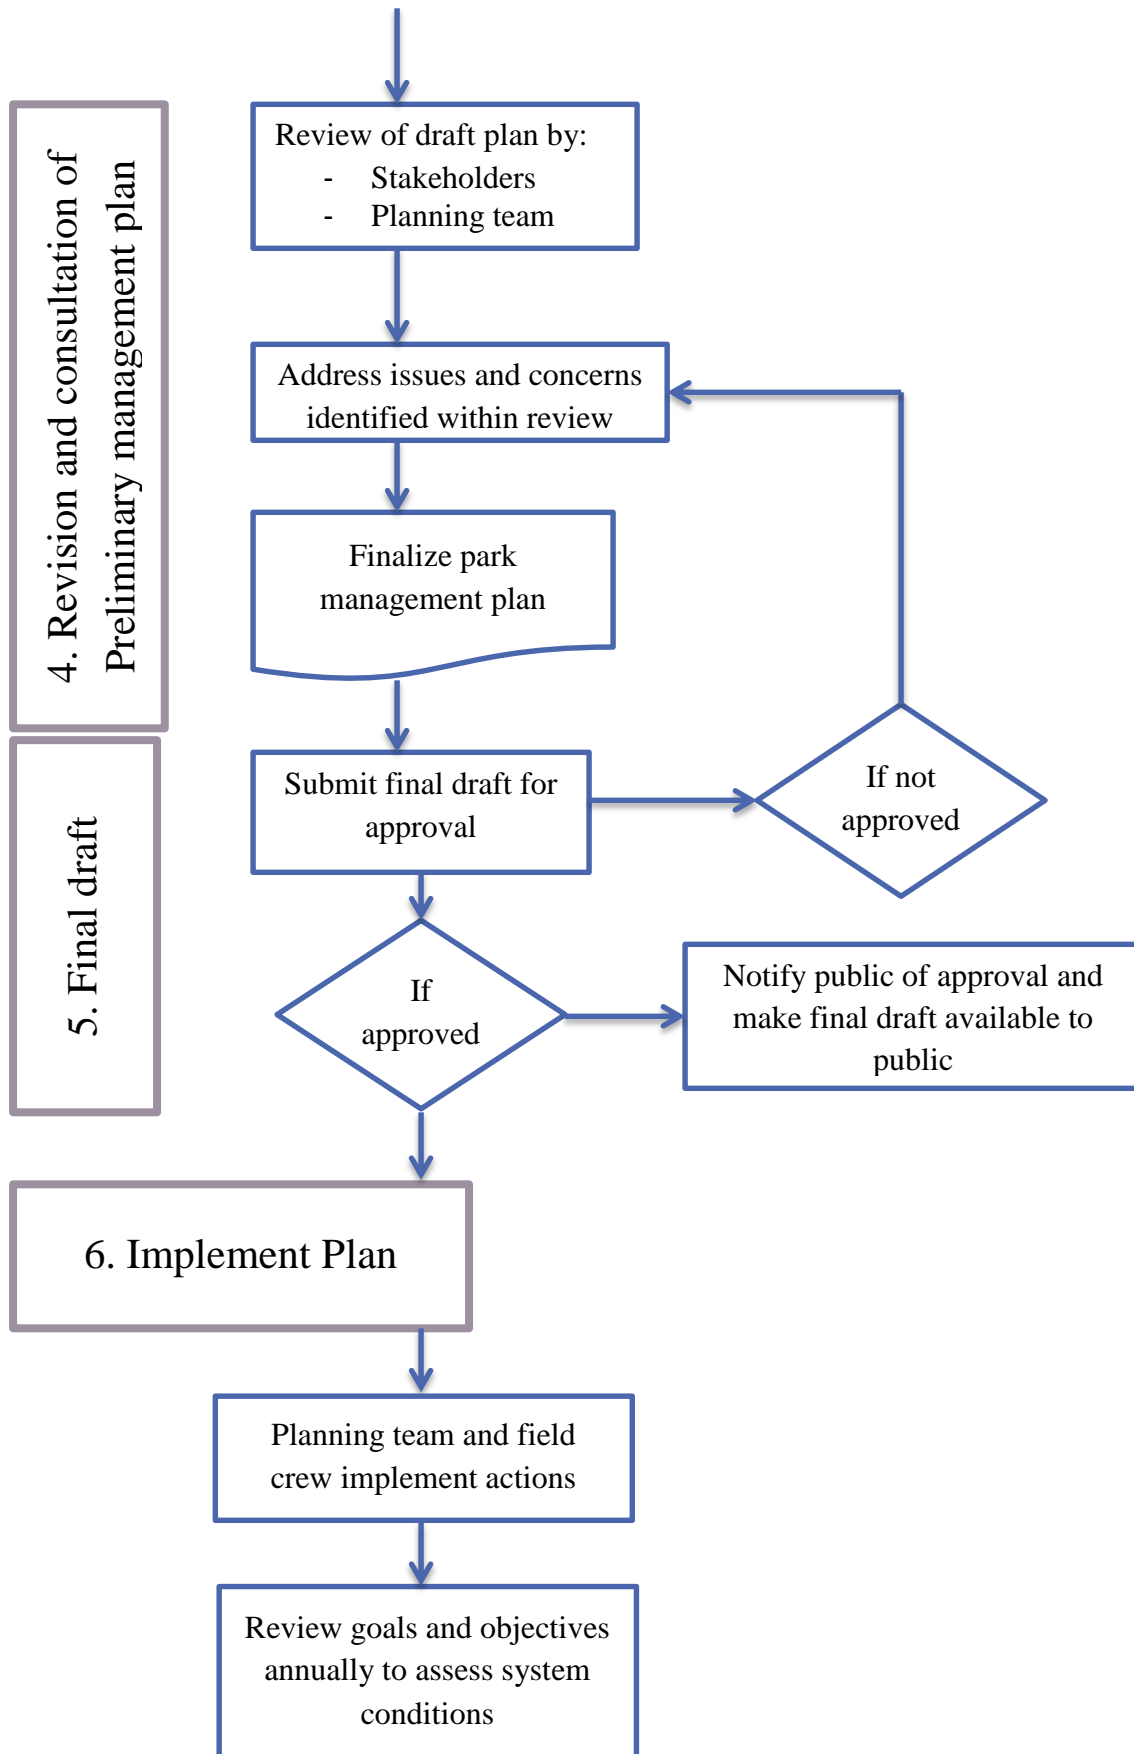 4. Revision and consultation of
Preliminary management plan
Review of draft plan by:
- Stakeholders
- Planning team
Address issues and concerns
identified within review
Finalize park
management plan
5. Final draft
Submit final draft for
approval
If not
approved
If
approved
Notify public of approval and
make final draft available to
public
6. Implement Plan
Planning team and field
crew implement actions
Review goals and objectives
annually to assess system
conditions